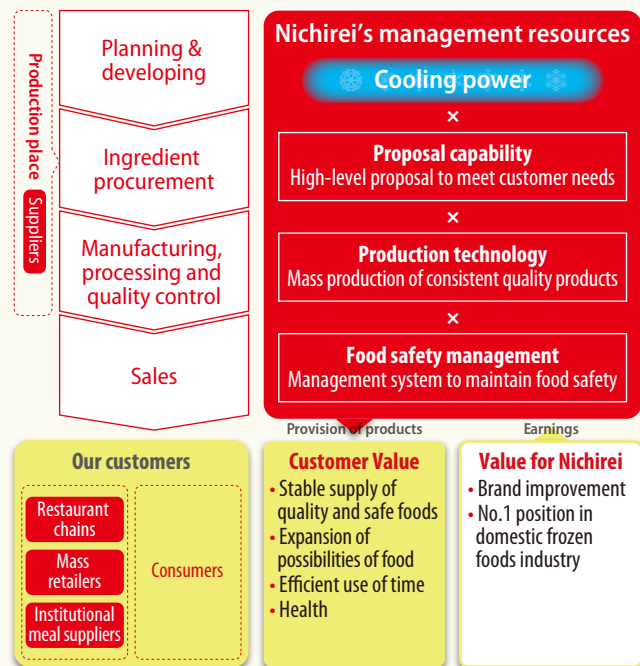 Production place
Suppliers
Planning &
developing
Ingredient
procurement
Manufacturing,
processing and
quality control
Sales
Nichirei's management resources
Cooling power
×
Proposal capability
High-level proposal to meet customer needs
×
Production technology
Mass production of consistent quality products
×
Food safety management
Management system to maintain food safety
Provision of products
Earnings
Our customers
Restaurant
chains
Mass
retailers
Institutional
meal suppliers
Consumers
Customer Value
• Stable supply of
quality and safe foods
• Expansion of
possibilities of food
• Efficient use of time
• Health
Value for Nichirei
• Brand improvement
• No.1 position in
domestic frozen
foods industry